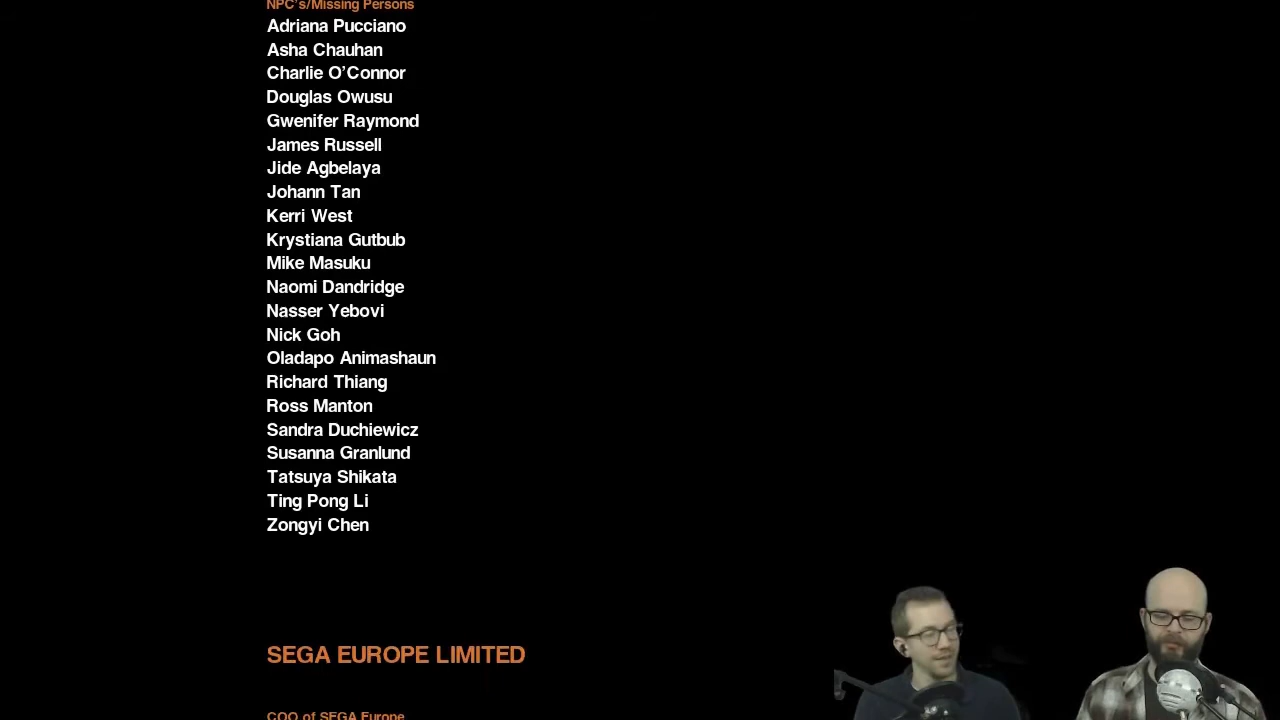 NPC's/Missing Persons
Adriana Pucciano
Asha Chauhan
Charlie O’Connor
Douglas Owusu
Gwenifer Raymond
James Russell
Jide Agbelaya
Johann Tan
Kerri West
Krystiana Gutbub
Mike Masuku
Naomi Dandridge
Nasser Yebovi
Nick Goh
Oladapo Animashaun
Richard Thiang
Ross Manton
Sandra Duchiewicz
Susanna Granlund
Tatsuya Shikata
Ting Pong Li
Zongyi Chen
SEGA EUROPE LIMITED
COO of SEGA Europe